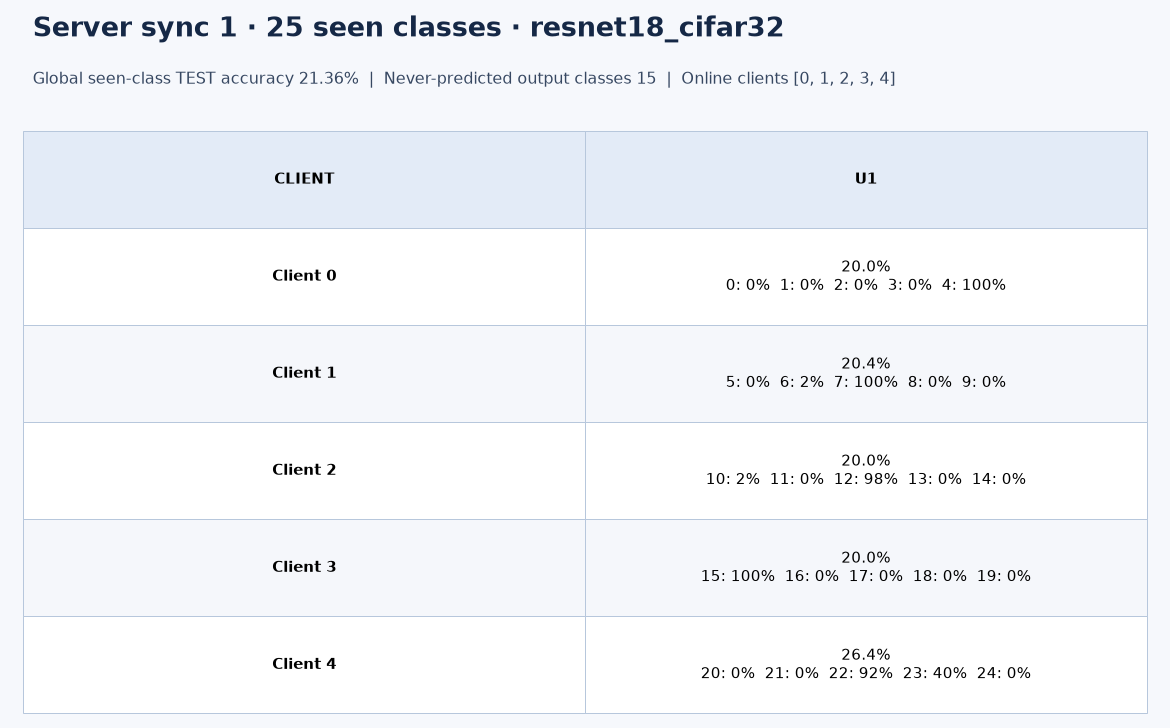 Server sync 1 · 25 seen classes · resnet18_cifar32
Global seen-class TEST accuracy 21.36% | Never-predicted output classes 15 | Online clients [0, 1, 2, 3, 4]
CLIENT U1
Client 0
20.0%
0: 0% 1: 0% 2: 0% 3: 0% 4: 100%
Client 1
20.4%
5: 0% 6: 2% 7: 100% 8: 0% 9: 0%
Client 2
20.0%
10: 2% 11: 0% 12: 98% 13: 0% 14: 0%
Client 3
20.0%
15: 100% 16: 0% 17: 0% 18: 0% 19: 0%
Client 4
26.4%
20: 0% 21: 0% 22: 92% 23: 40% 24: 0%